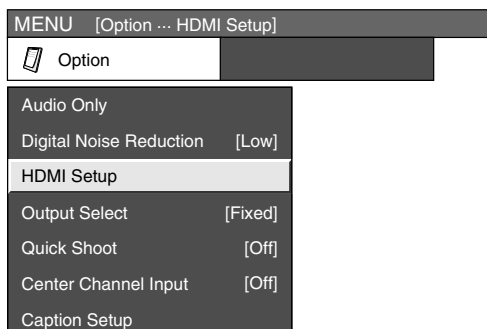 MENU [Option ··· HDMI Setup]
Option
Audio Only
Digital Noise Reduction [Low]
HDMI Setup
Output Select [Fixed]
Quick Shoot [Off]
Center Channel Input [Off]
Caption Setup